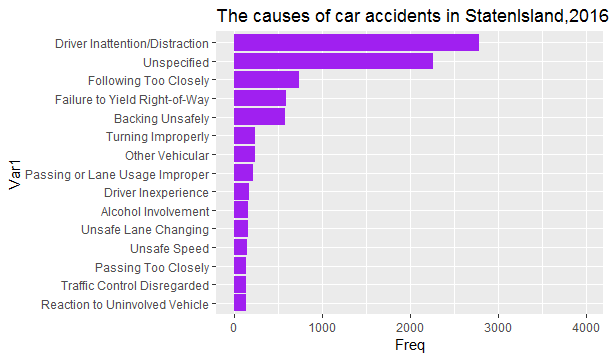 The causes of car accidents in StatenIsland,2016
Driver Inattention/Distraction
Unspecified
Following Too Closely
Failure to Yield Right-of-Way
Backing Unsafely
Turning Improperly
Other Vehicular
Passing or Lane Usage Improper
Driver Inexperience
Alcohol Involvement
Unsafe Lane Changing
Unsafe Speed
Passing Too Closely
Traffic Control Disregarded
Reaction to Uninvolved Vehicle
Var1
0 1000 2000 3000 4000
Freq